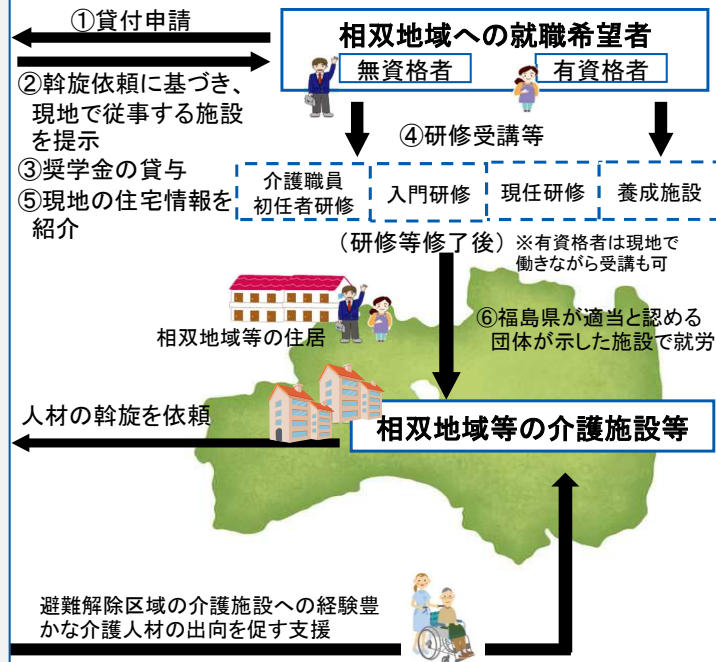 ①貸付申請
相双地域への就職希望者
無資格者
有資格者
②斡旋依頼に基づき、
現地で従事する施設
を提示
③奨学金の貸与
⑤現地の住宅情報を
紹介
④研修受講等
介護職員
初任者研修
入門研修
現任研修
養成施設
(研修等修了後)
※有資格者は現地で
働きながら受講も可
相双地域等の住居
⑥福島県が適当と認める
団体が示した施設で就労
人材の斡旋を依頼
相双地域等の介護施設等
避難解除区域の介護施設への経験豊
かな介護人材の出向を促す支援